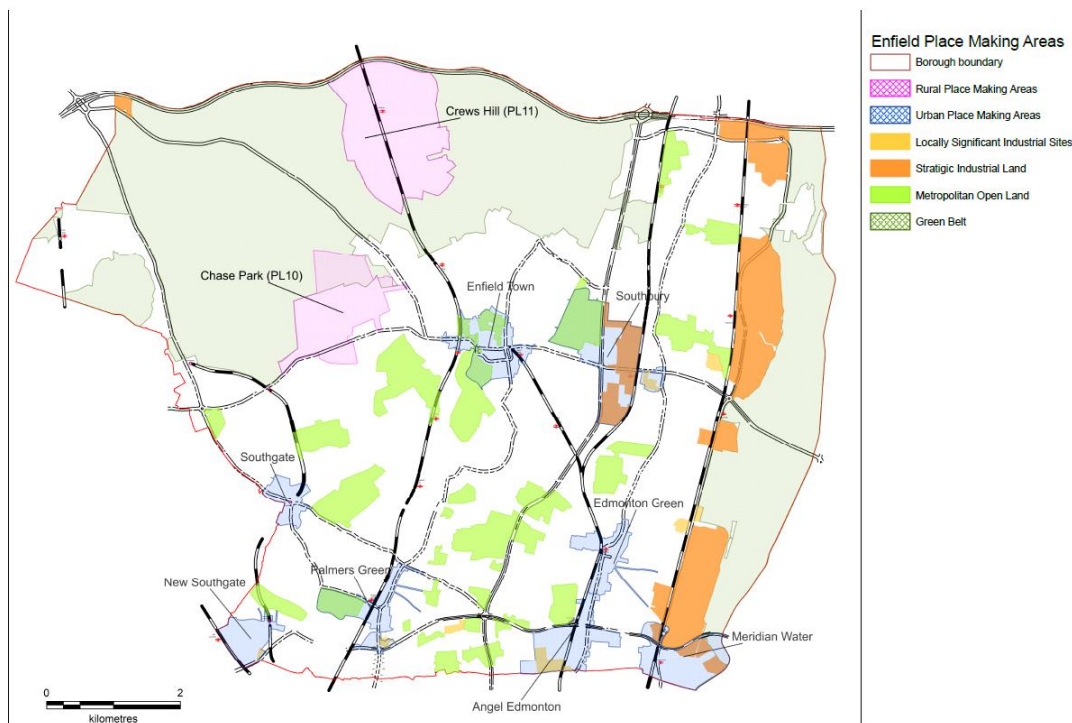 Enfield Place Making Areas
Borough boundary
Rural Place Making Areas
Urban Place Making Areas
Locally Significant Industrial Sites
Stratigic Industrial Land
Metropolitan Open Land
Green Belt
Crews Hill (PL11)
Chase Park (PL10)
Enfield Town
Southbury
Southgate
Edmonton Green
New Southgate
Palmers Green
Meridian Water
Angel Edmonton
0 2
kilometres